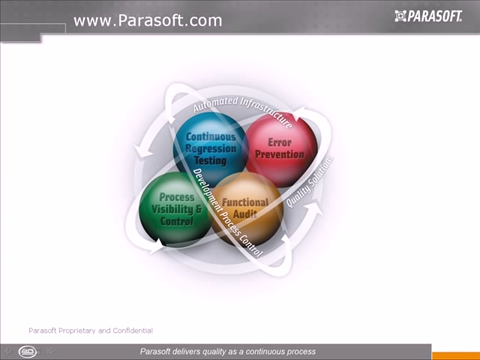 www.Parasoft.com
PARASOFT.
Automated Infrastructure
Continuous
Regression
Testing
Error
Prevention
Quality Solutions
Development Process Control
Process
Visibility &
Control
Functional
Audit
Parasoft Proprietary and Confidential
Parasoft delivers quality as a continuous process